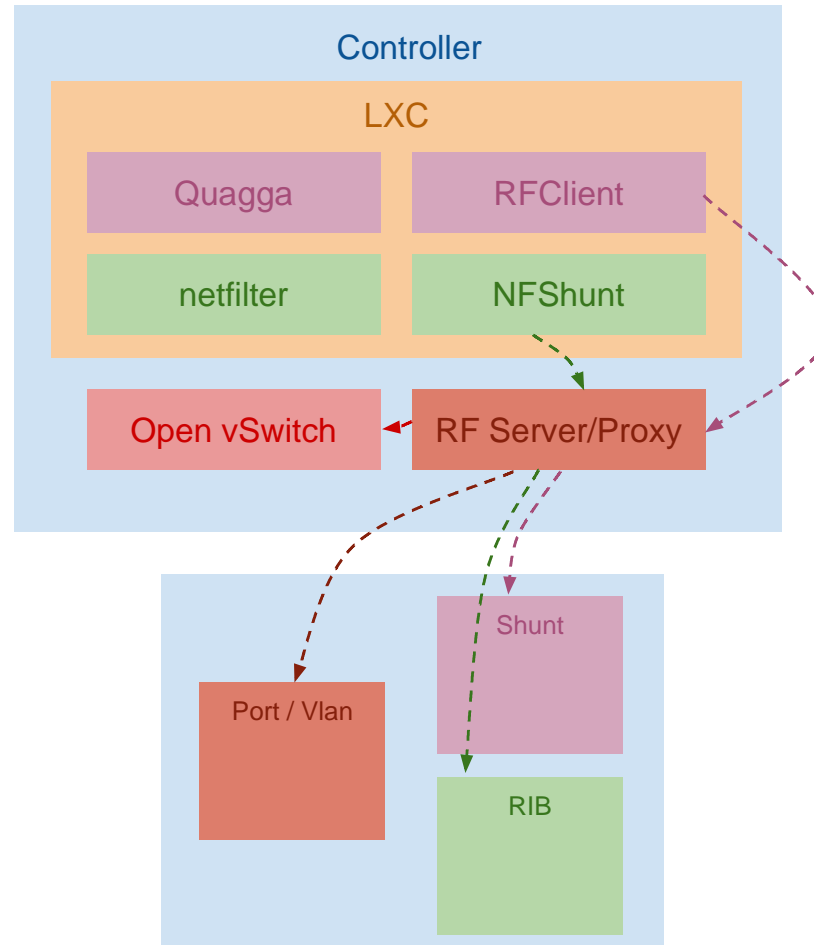 Controller
LXC
Quagga
RFClient
netfilter
NFShunt
Open vSwitch
RF Server/Proxy
Shunt
Port / Vlan
RIB